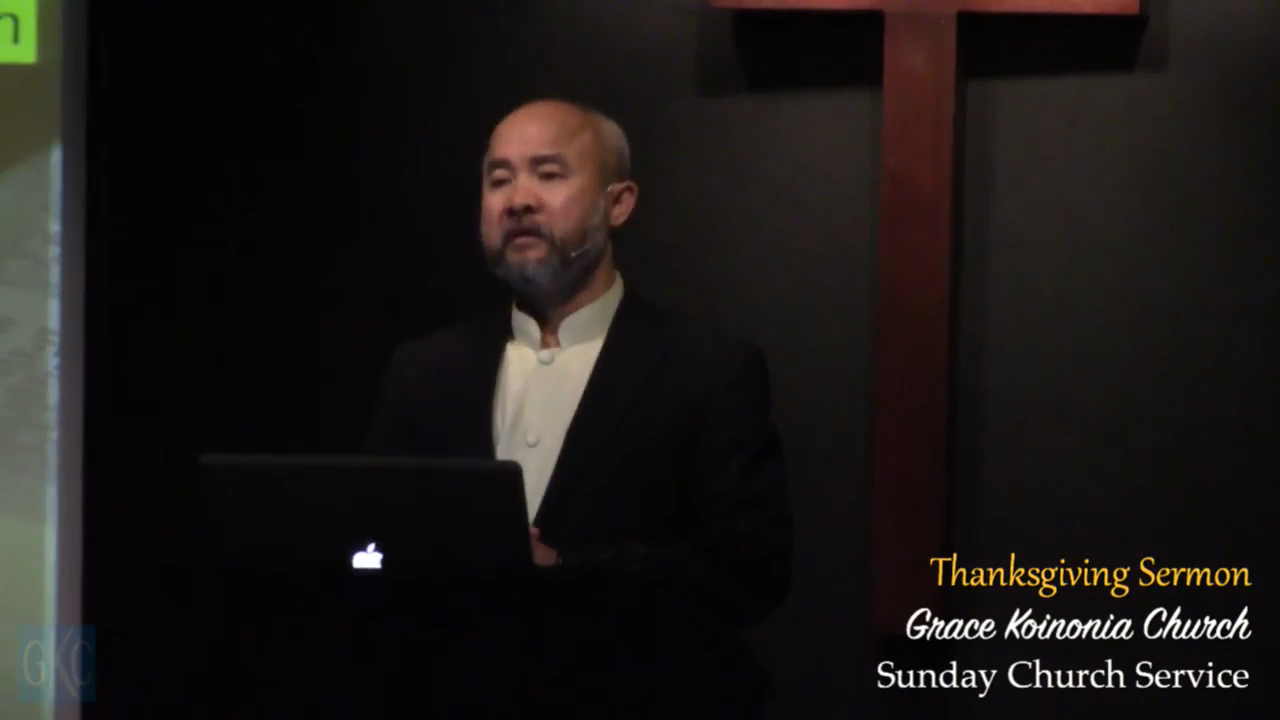 n
Thanksgiving Sermon
Grace Koinonia Church
Sunday Church Service
GKC